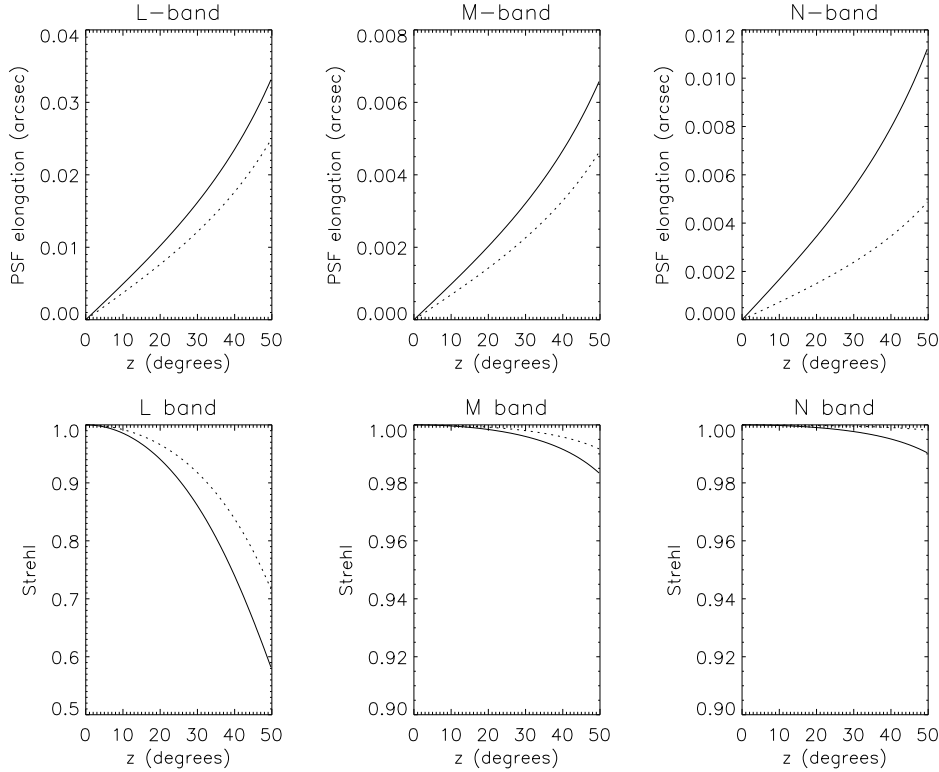 L-band
PSF elongation (arcsec)
0.04
0.03
0.02
0.01
0.00
0 10 20 30 40 50
z (degrees)
M-band
PSF elongation (arcsec)
0.008
0.006
0.004
0.002
0.000
0 10 20 30 40 50
z (degrees)
N-band
PSF elongation (arcsec)
0.012
0.010
0.008
0.006
0.004
0.002
0.000
0 10 20 30 40 50
z (degrees)
L band
Strehl
1.0
0.9
0.8
0.7
0.6
0.5
0 10 20 30 40 50
z (degrees)
M band
Strehl
1.00
0.98
0.96
0.94
0.92
0.90
0 10 20 30 40 50
z (degrees)
N band
Strehl
1.00
0.98
0.96
0.94
0.92
0.90
0 10 20 30 40 50
z (degrees)